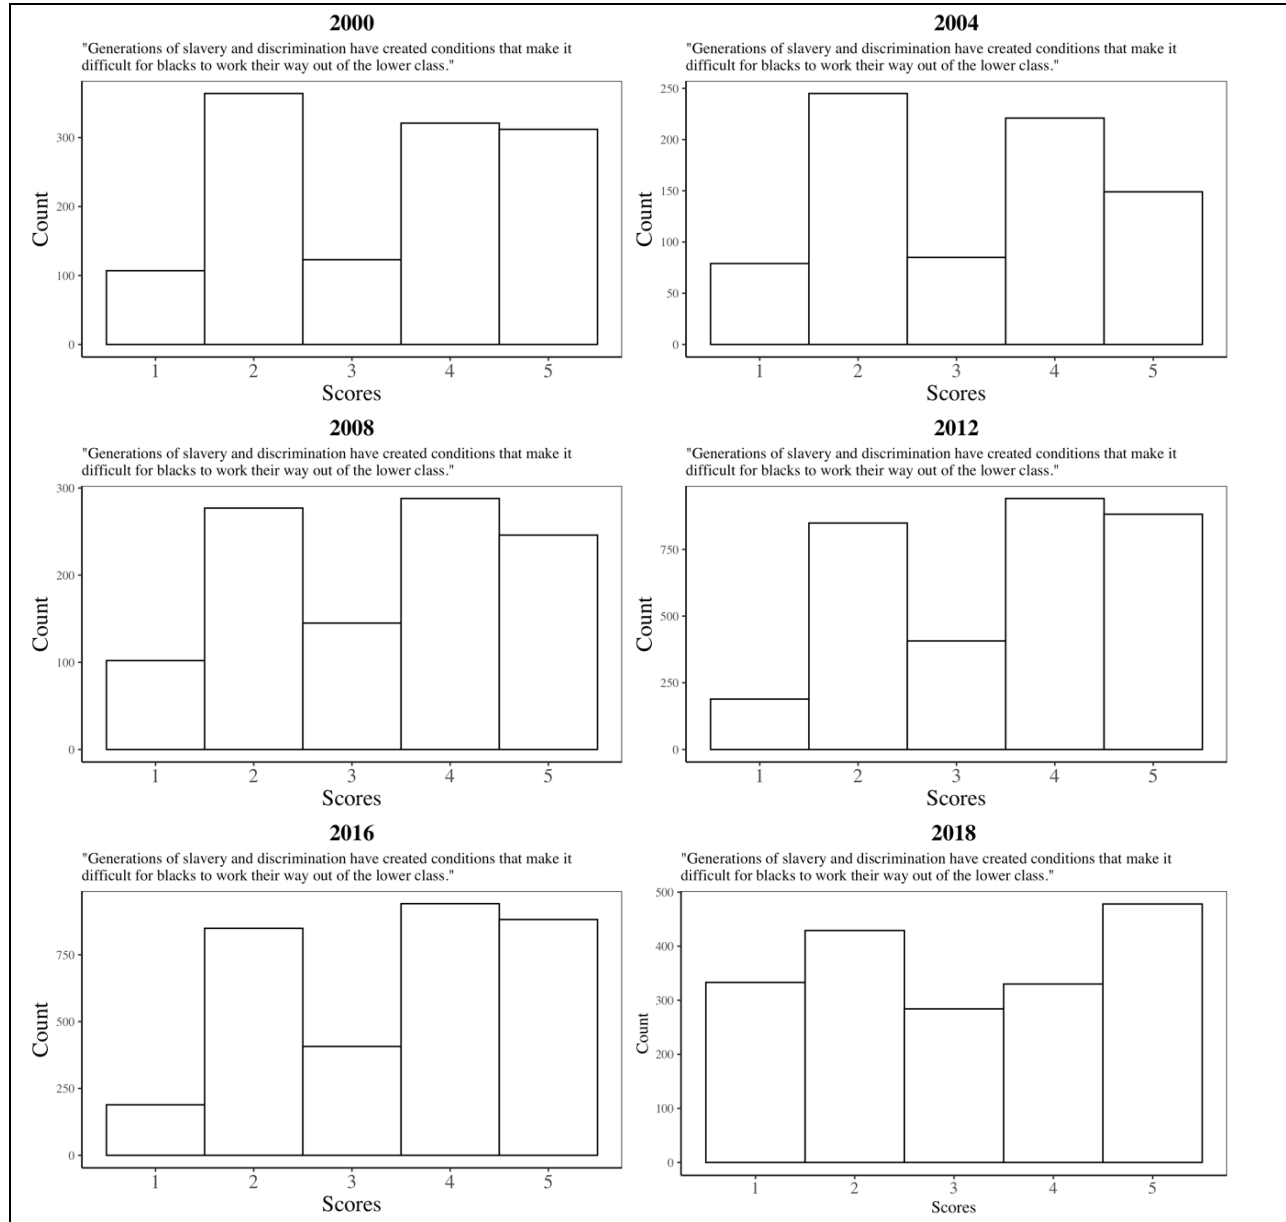 2000
"Generations of slavery and discrimination have created conditions that make it
difficult for blacks to work their way out of the lower class."
300
200
100
0
Count
1 2 3 4 5
Scores
2004
"Generations of slavery and discrimination have created conditions that make it
difficult for blacks to work their way out of the lower class."
250
200
150
100
50
0
Count
1 2 3 4 5
Scores
2008
"Generations of slavery and discrimination have created conditions that make it
difficult for blacks to work their way out of the lower class."
300
200
100
0
Count
1 2 3 4 5
Scores
2012
"Generations of slavery and discrimination have created conditions that make it
difficult for blacks to work their way out of the lower class."
750
500
250
0
Count
1 2 3 4 5
Scores
2016
"Generations of slavery and discrimination have created conditions that make it
difficult for blacks to work their way out of the lower class."
750
500
250
0
Count
1 2 3 4 5
Scores
2018
"Generations of slavery and discrimination have created conditions that make it
difficult for blacks to work their way out of the lower class."
500
400
300
200
100
0
Count
1 2 3 4 5
Scores